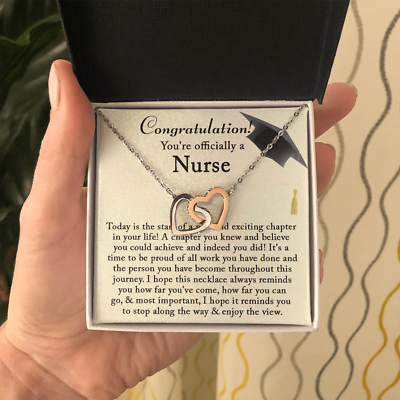 Congratulation!
You're officially a
Nurse
Today is the start of a and exciting chapter
in your life! A chapter you knew and believe
you could achieve and indeed you did! It's a
time to be proud of all work you have done and
the person you have become throughout this
journey. I hope this necklace always reminds
you how far you've come, how far you can
go, & most important, I hope it reminds you
to stop along the way & enjoy the view.